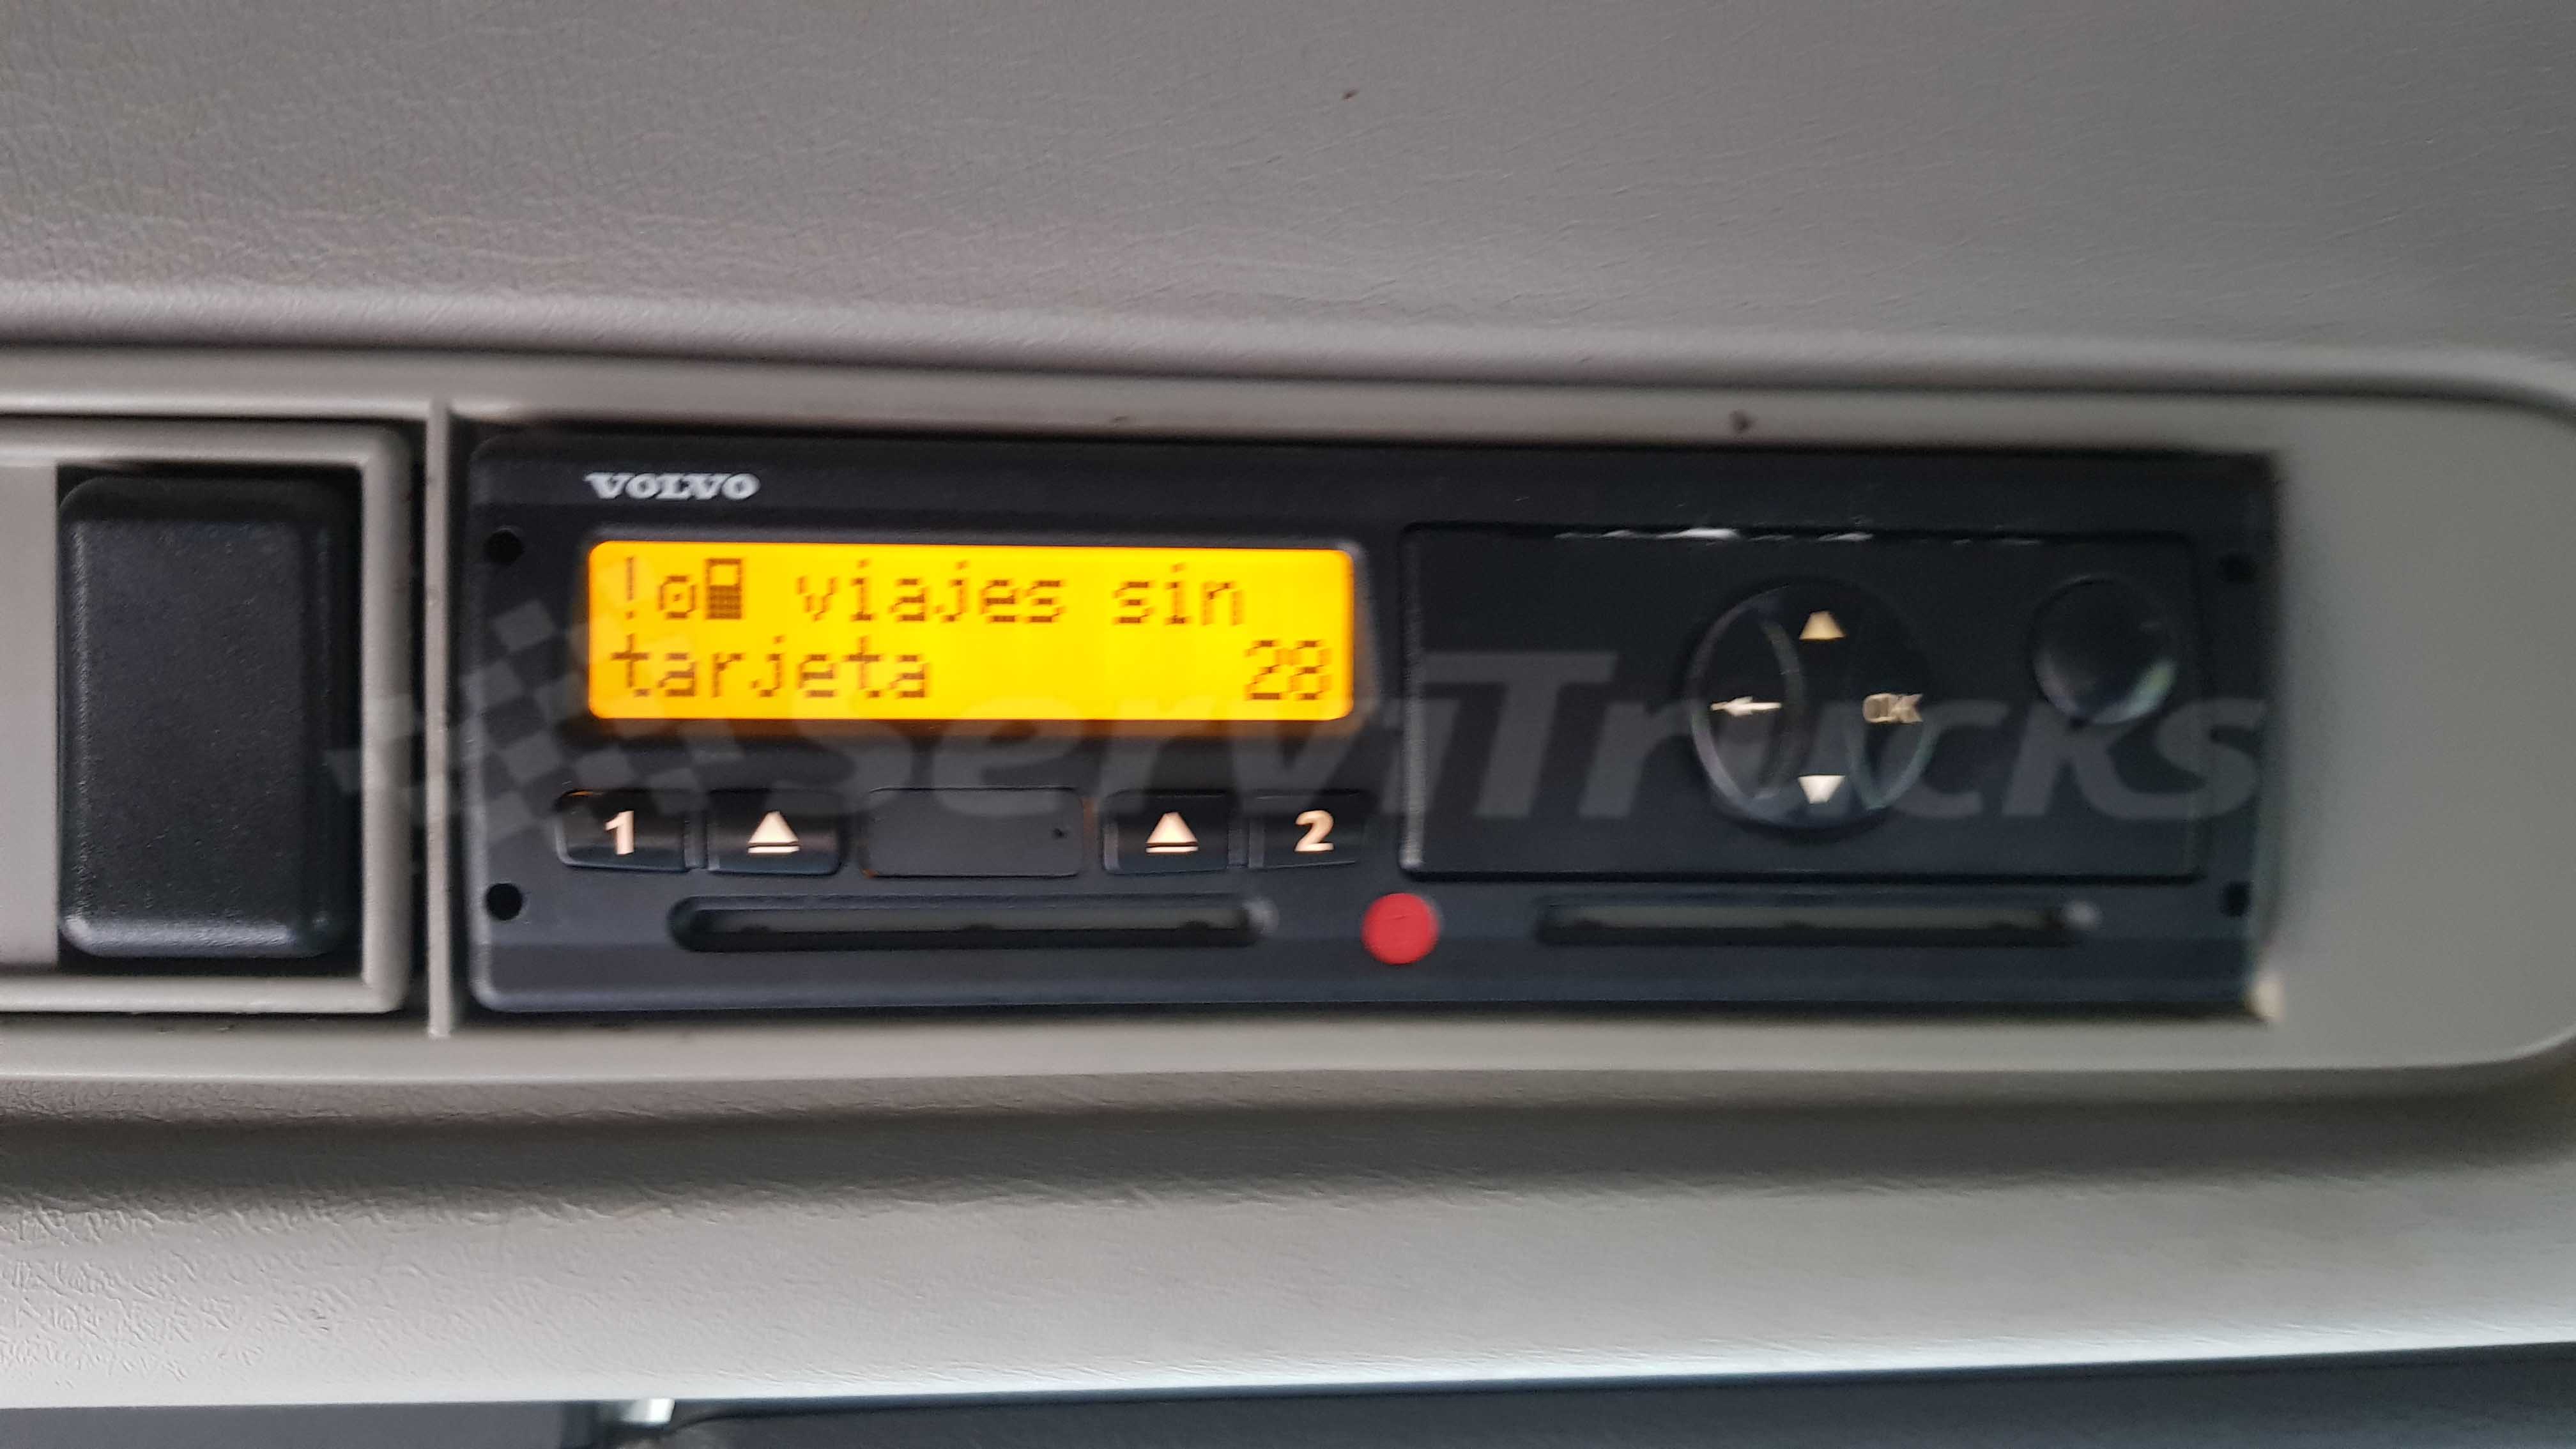 VOLVO
! viajes sin
tarjeta 28
1 2
OK
ServiTrucks